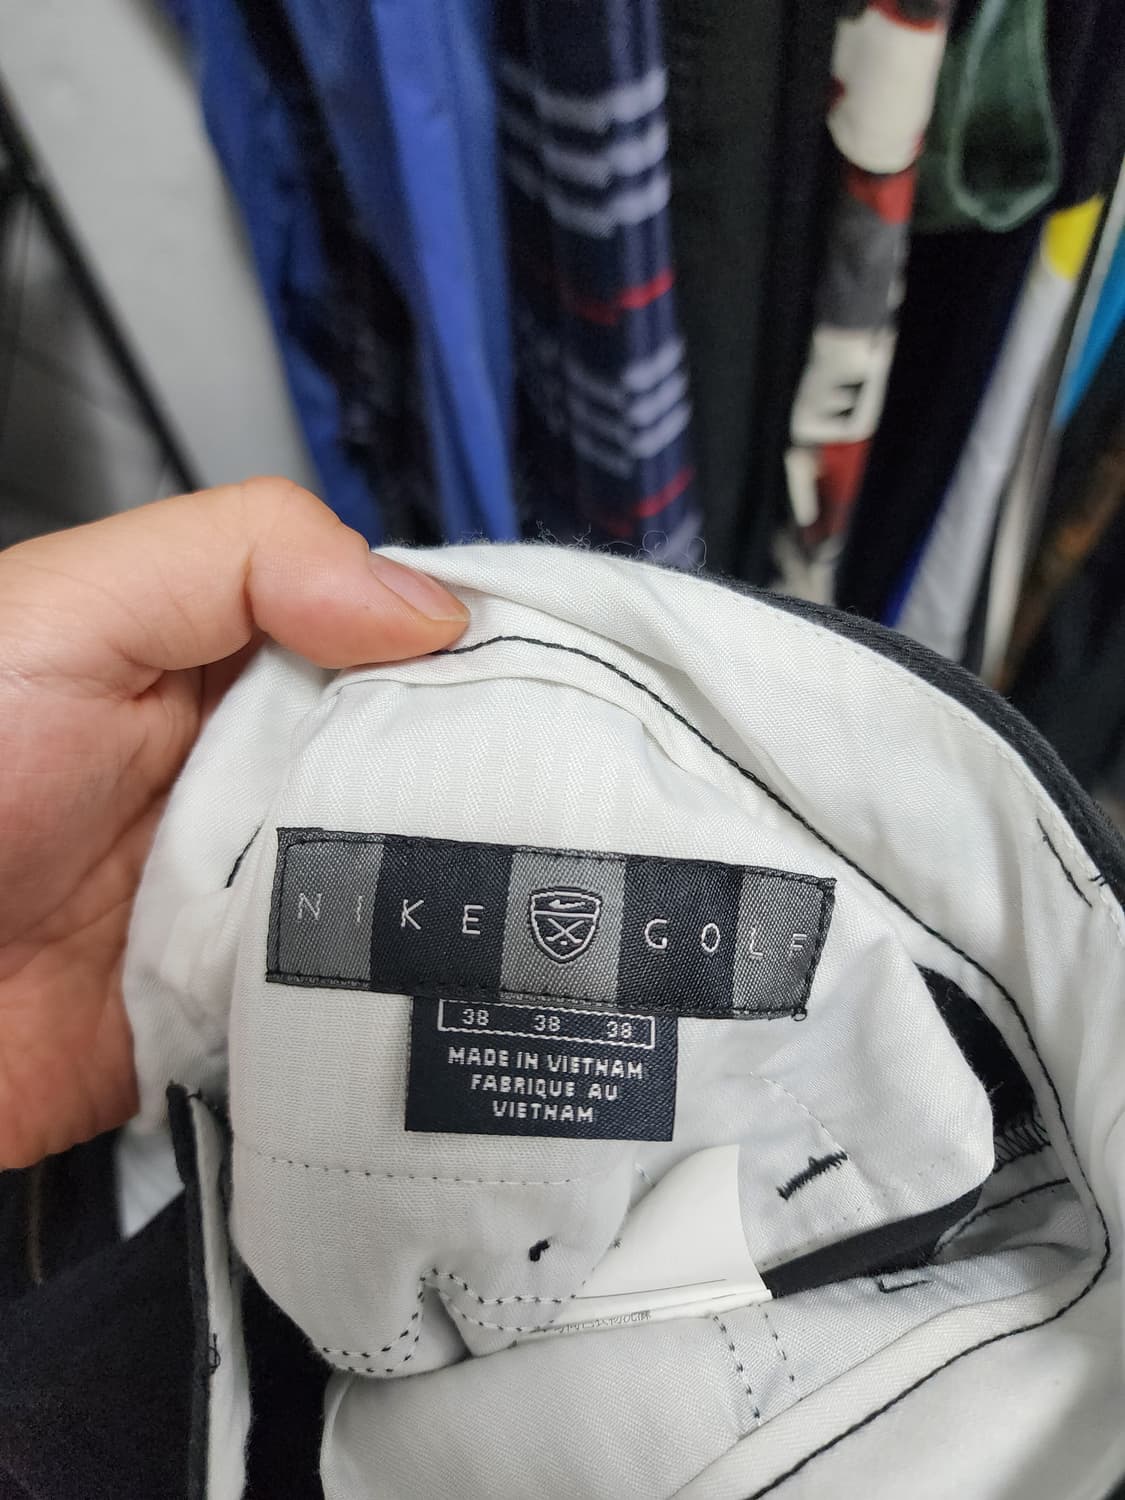 NIKE GOLF
38 38 38
MADE IN VIETNAM
FABRIQUE AU
VIETNAM